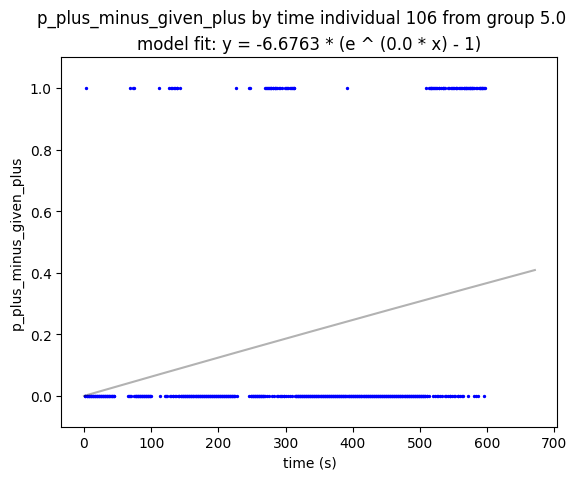 p_plus_minus_given_plus by time individual 106 from group 5.0
model fit: y = -6.6763 * (e ^ (0.0 * x) - 1)
1.0
0.8
0.6
0.4
0.2
0.0
p_plus_minus_given_plus
0 100 200 300 400 500 600 700
time (s)